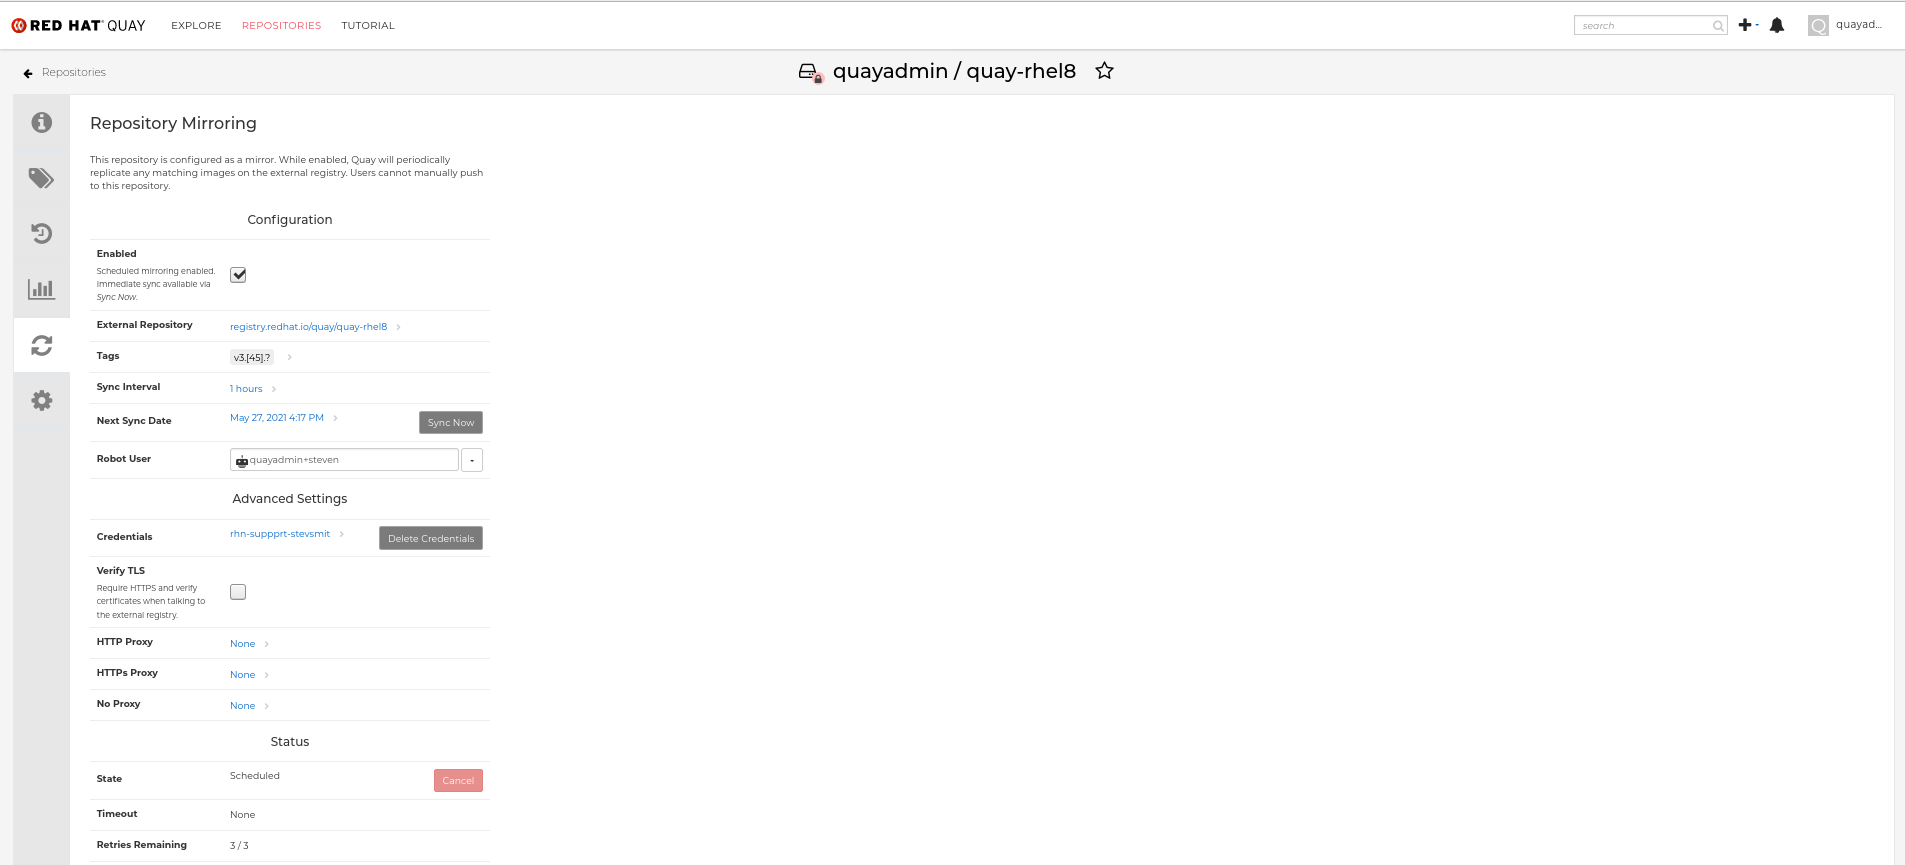 RED HAT QUAY
EXPLORE
REPOSITORIES
TUTORIAL
search
quayad...
Repositories
quayadmin / quay-rhel8
Repository Mirroring
This repository is configured as a mirror. While enabled, Quay will periodically
replicate any matching images on the external registry. Users cannot manually push
to this repository.
Configuration
Enabled
Scheduled mirroring enabled.
Immediate sync available via
Sync Now.
External Repository
registry.redhat.io/quay/quay-rhel8
Tags
v3.[45].?
Sync Interval
1 hours
Next Sync Date
May 27, 2021 4:17 PM
Sync Now
Robot User
quayadmin+steven
Advanced Settings
Credentials
rhn-suppprt-stevsmit
Delete Credentials
Verify TLS
Require HTTPS and verify
certificates when talking to
the external registry.
HTTP Proxy
None
HTTPs Proxy
None
No Proxy
None
Status
State
Scheduled
Cancel
Timeout
None
Retries Remaining
3 / 3